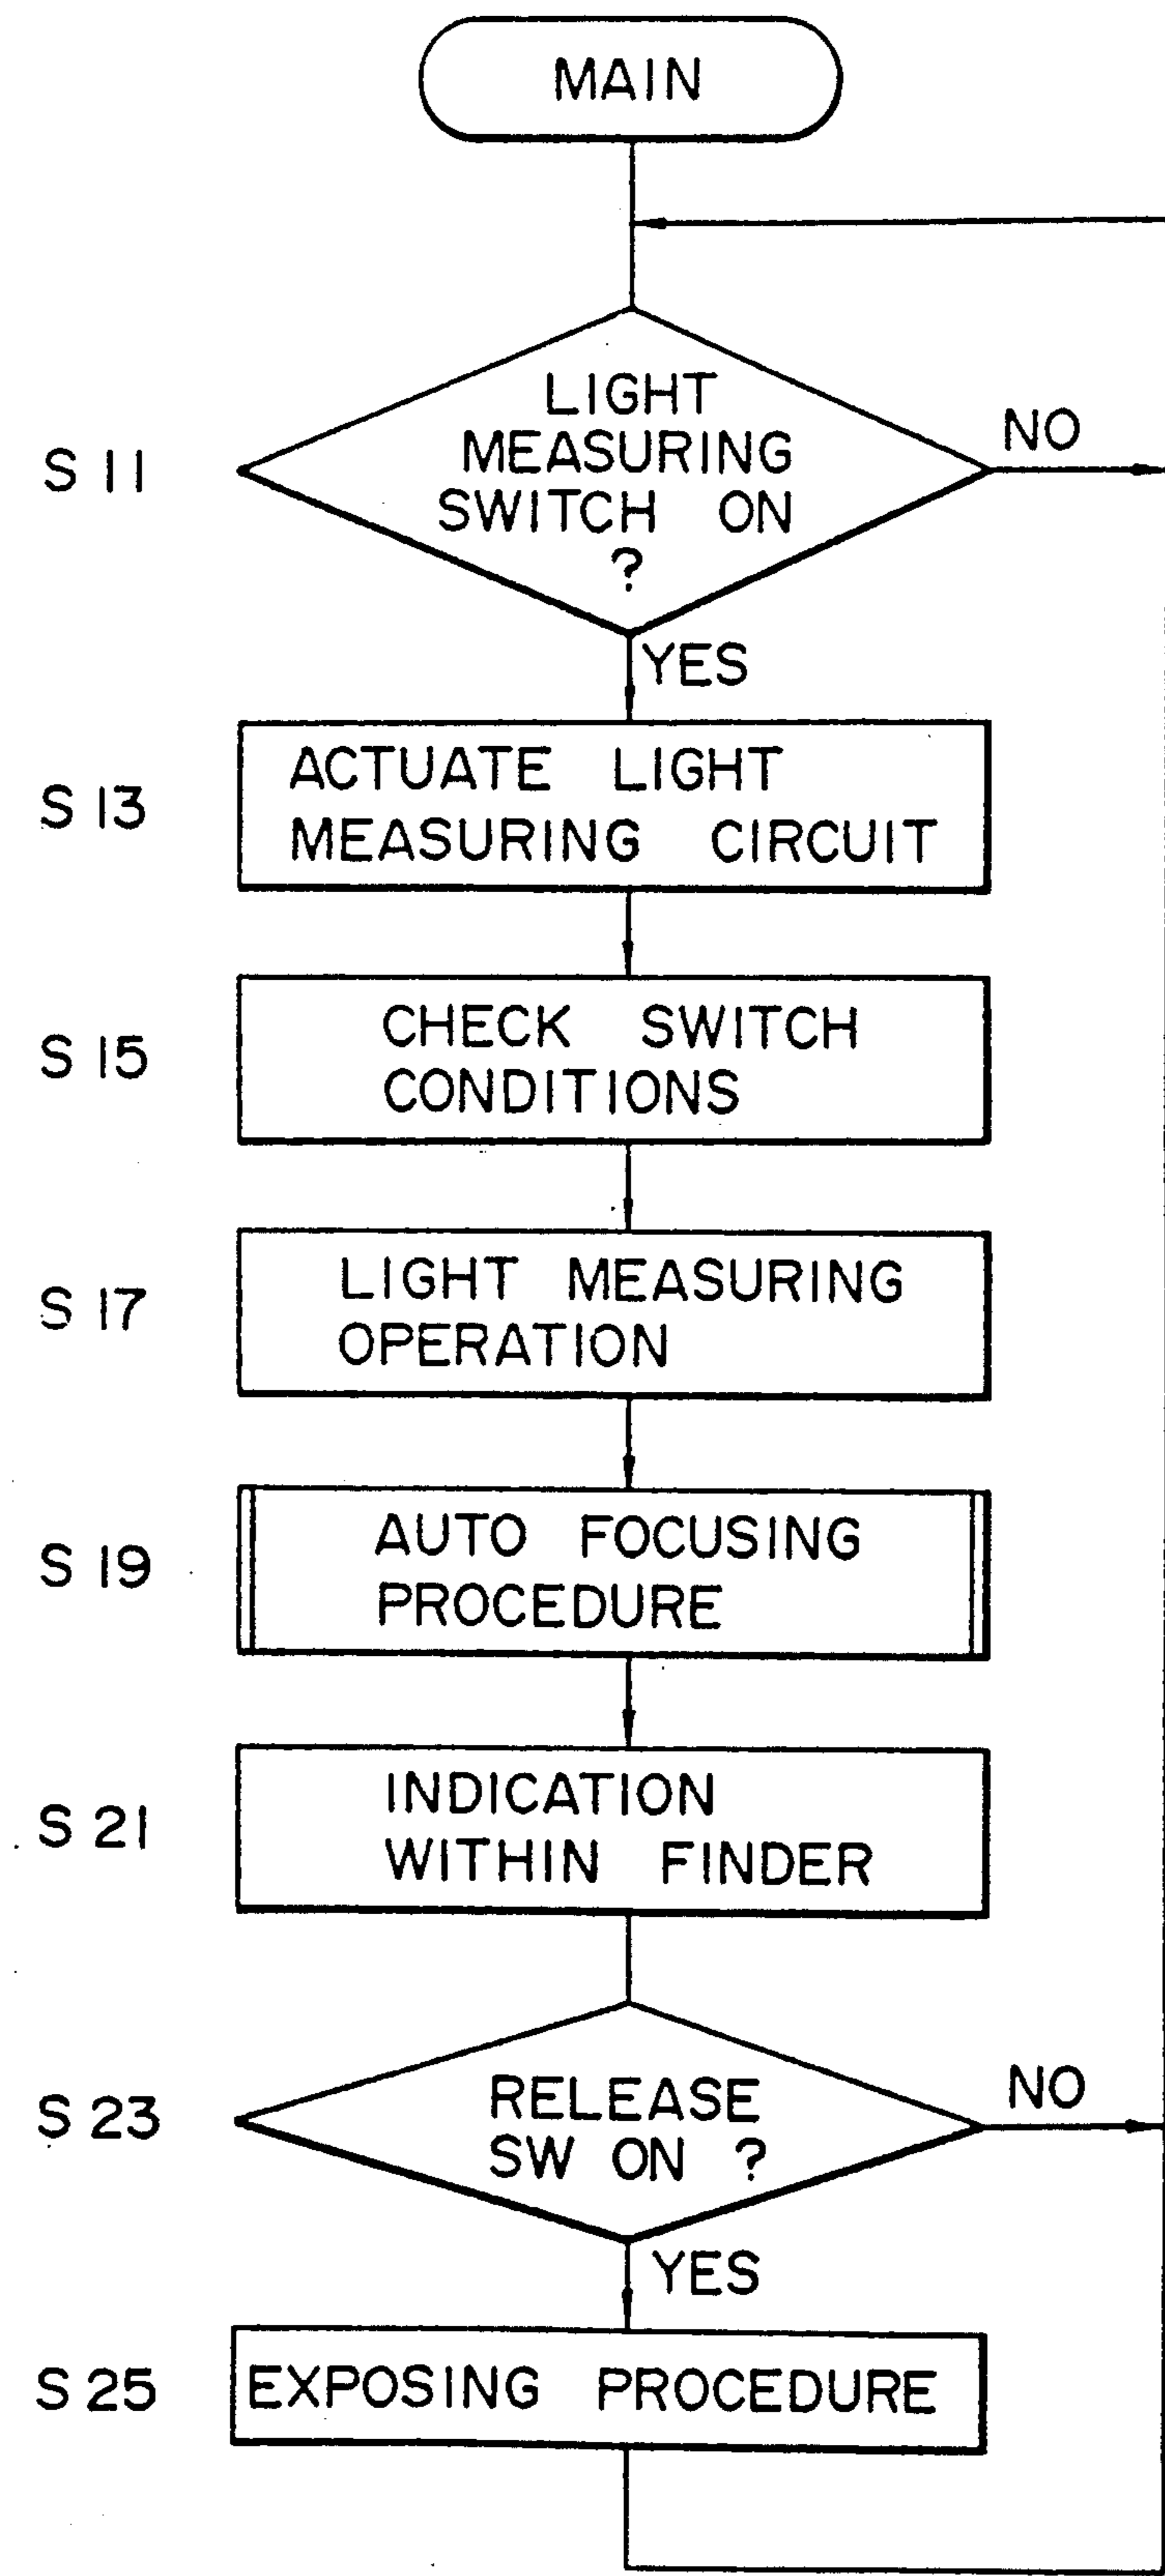 MAIN
S 11
LIGHT
MEASURING
SWITCH ON
?
NO
YES
S 13
ACTUATE LIGHT
MEASURING CIRCUIT
S 15
CHECK SWITCH
CONDITIONS
S 17
LIGHT MEASURING
OPERATION
S 19
AUTO FOCUSING
PROCEDURE
S 21
INDICATION
WITHIN FINDER
S 23
RELEASE
SW ON ?
NO
YES
S 25
EXPOSING PROCEDURE